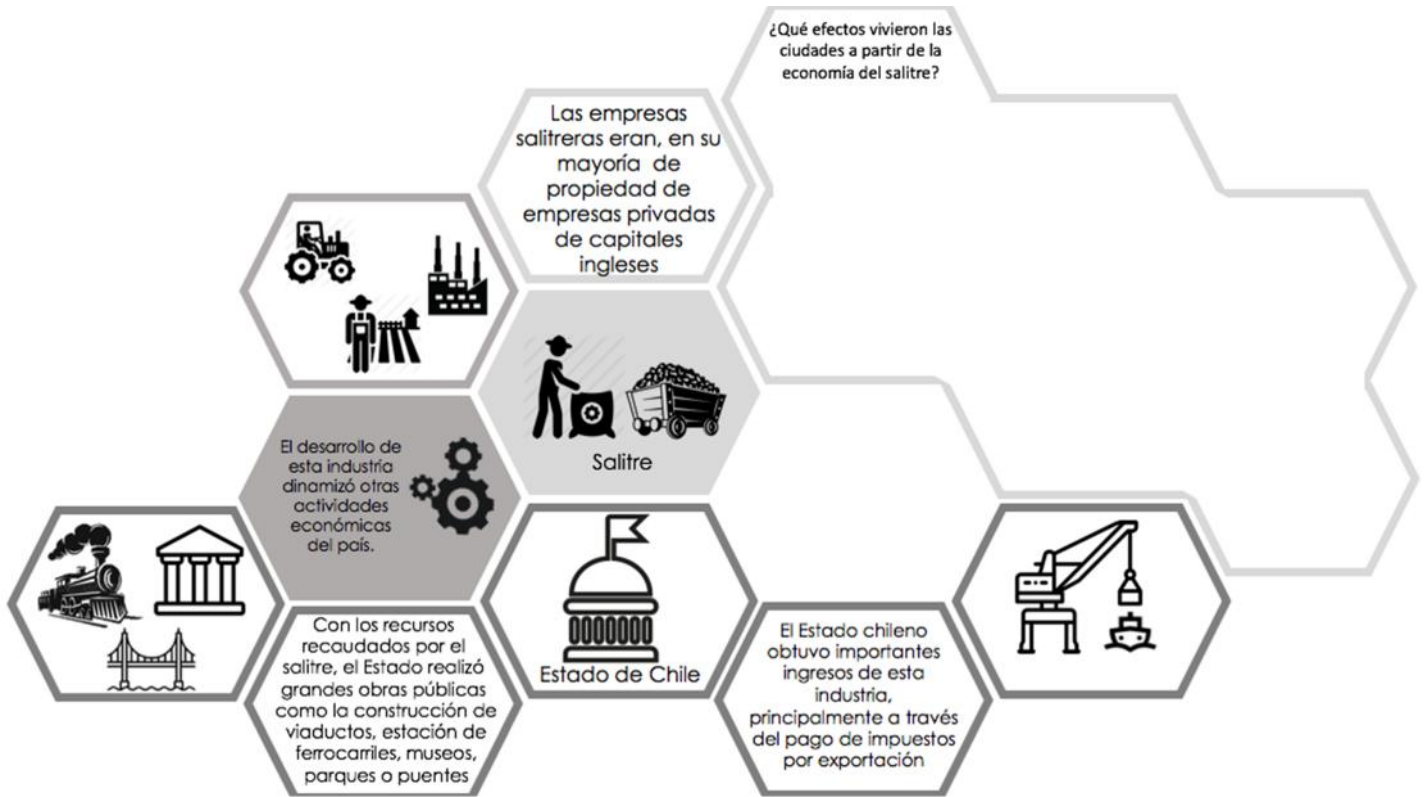 ¿Qué efectos vivieron las
ciudades a partir de la
economía del salitre?
Las empresas
salitreras eran, en su
mayoría de
propiedad de
empresas privadas
de capitales
ingleses
Salitre
El desarrollo de
esta industria
dinamizó otras
actividades
económicas
del país.
Estado de Chile
Con los recursos
recaudados por el
salitre, el Estado realizó
grandes obras públicas
como la construcción de
viaductos, estación de
ferrocarriles, museos,
parques o puentes
El Estado chileno
obtuvo importantes
ingresos de esta
industria,
principalmente a través
del pago de impuestos
por exportación